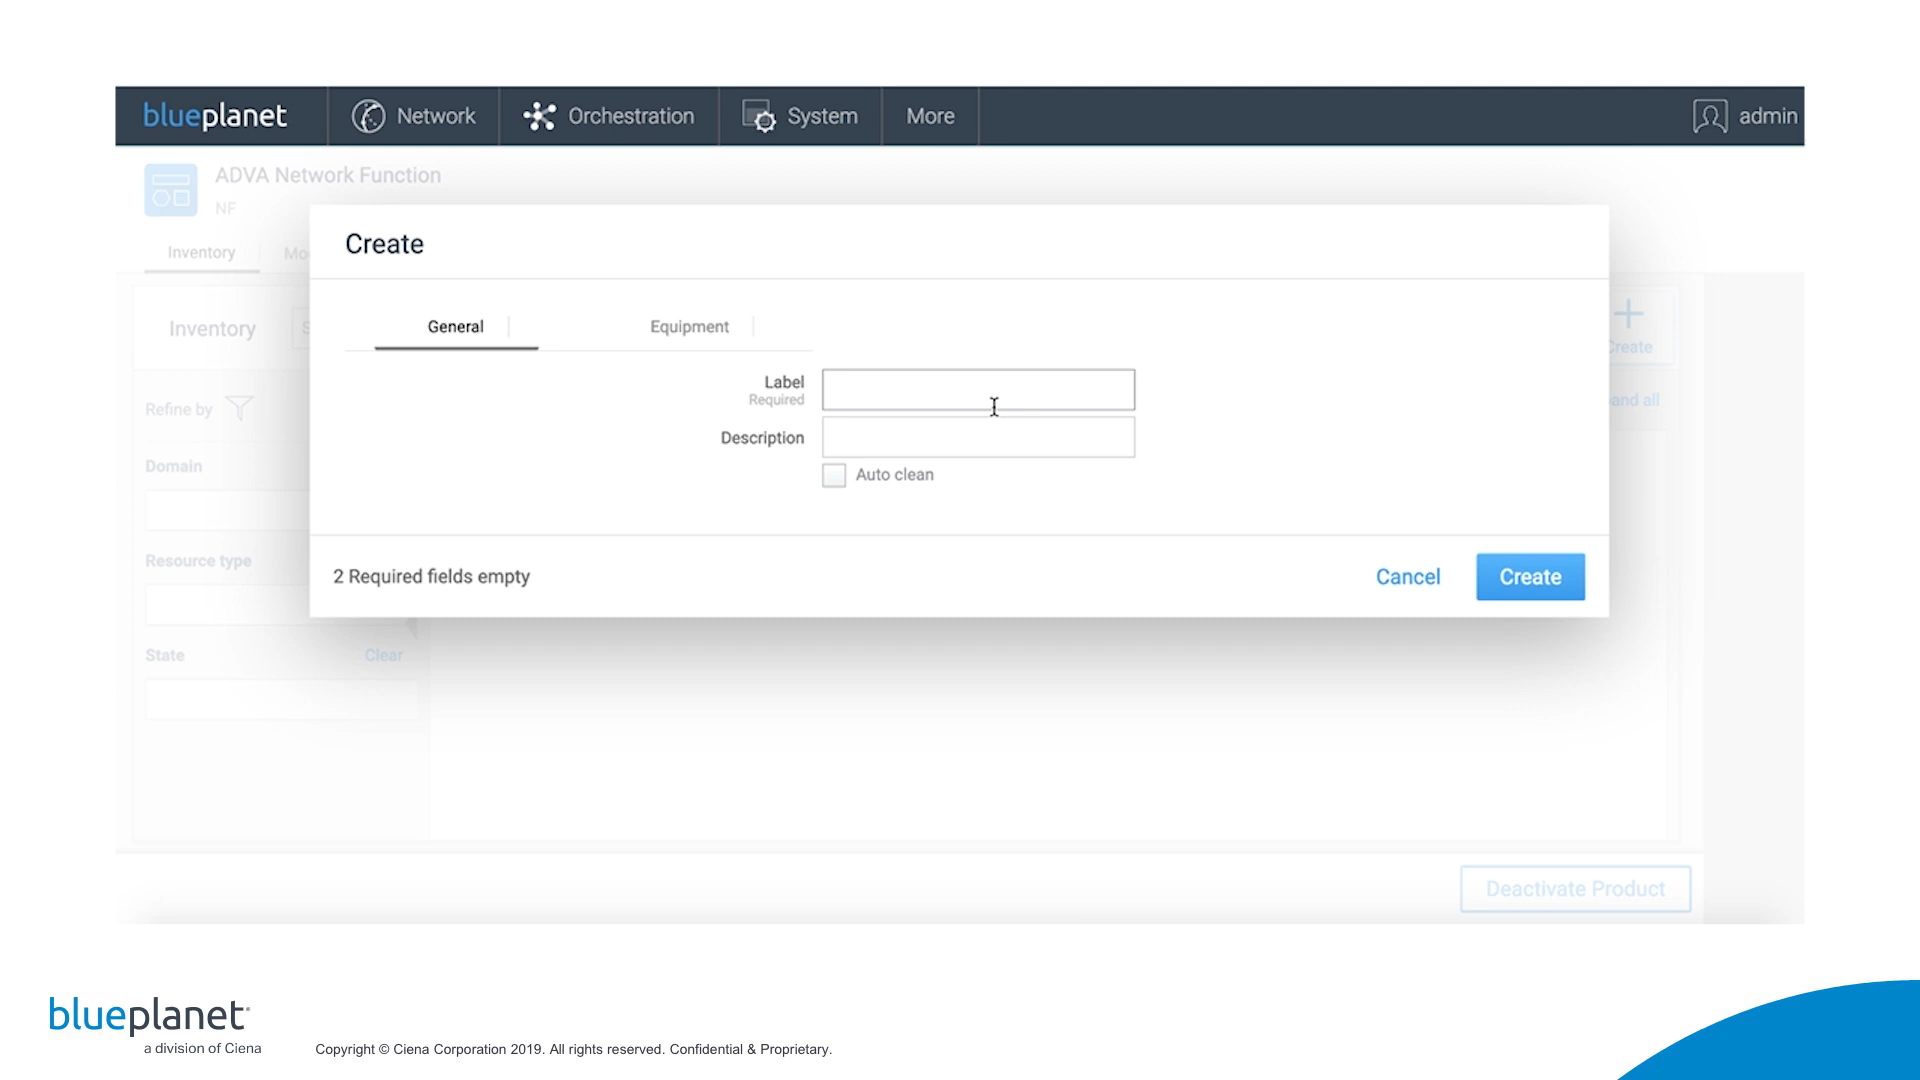 blueplanet
Network
Orchestration
System
More
admin
ADVA Network Function
NF
Inventory
Mo
Create
Inventory
S
General
Equipment
Create
Label
Required
Refine by
and all
Description
Domain
Auto clean
Resource type
2 Required fields empty
Cancel
Create
State
Clear
Deactivate Product
blueplanet
a division of Ciena
Copyright © Ciena Corporation 2019. All rights reserved. Confidential & Proprietary.